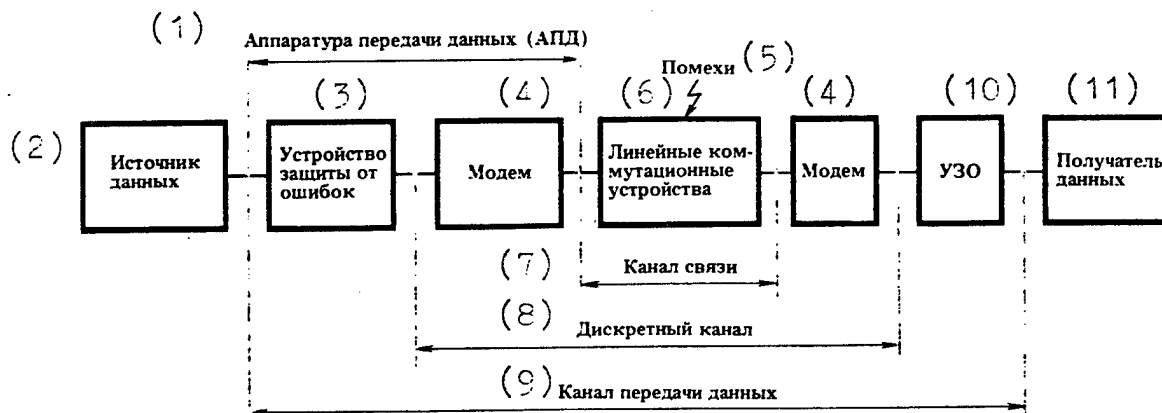 (1)
Аппаратура передачи данных (АПД)
Помехи (5)
(3)
(4)
(6)
(4)
(10)
(11)
(2)
Источник
данных
Устройство
защиты от
ошибок
Модем
Линейные ком-
мутационные
устройства
Модем
УЗО
Получатель
данных
(7)
Канал связи
(8)
Дискретный канал
(9) Канал передачи данных